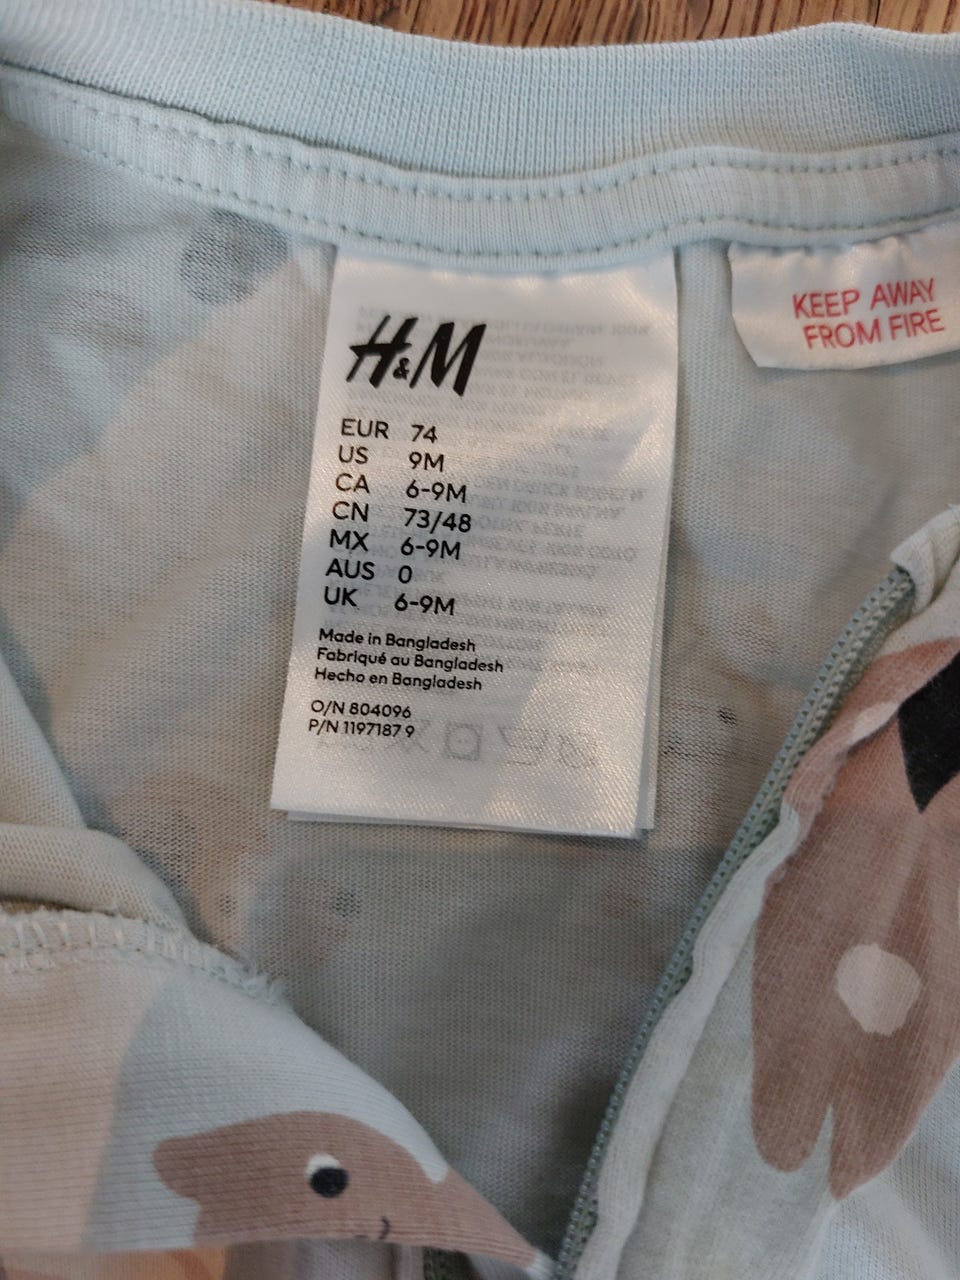 H&M
EUR 74
US 9M
CA 6-9M
CN 73/48
MX 6-9M
AUS 0
UK 6-9M
Made in Bangladesh
Fabriqué au Bangladesh
Hecho en Bangladesh
O/N 804096
P/N 1197187 9
KEEP AWAY
FROM FIRE